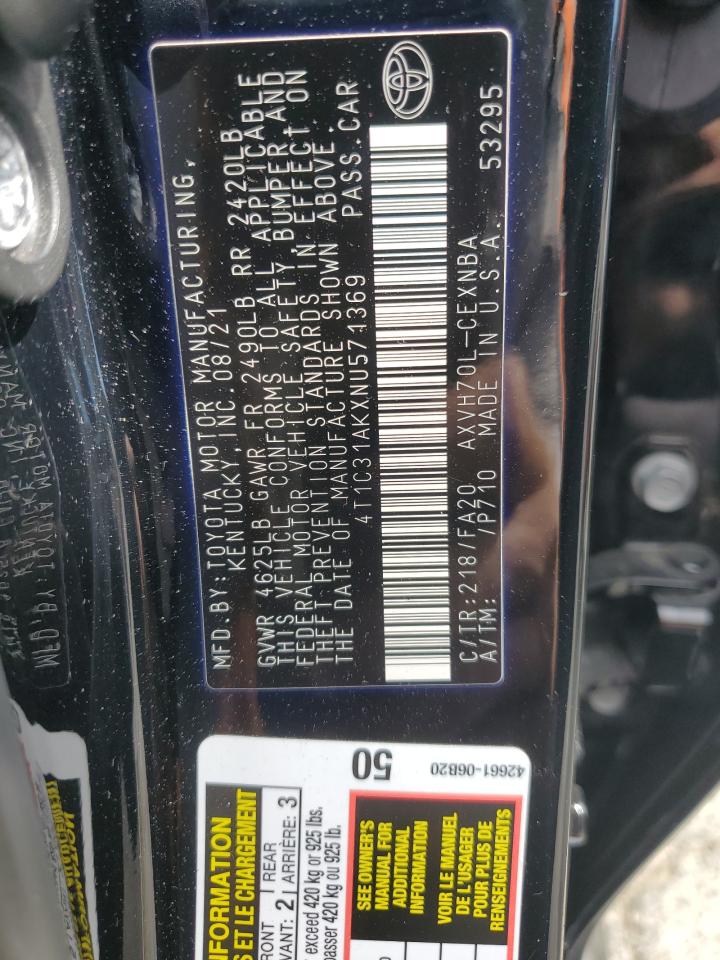 MFD.BY:TOYOTA MOTOR MANUFACTURING,
KENTUCKY, INC. 08/21
GVWR 4625LB GAWR FR 2490LB RR 2420LB
THIS VEHICLE CONFORMS TO ALL APPLICABLE
FEDERAL MOTOR VEHICLE SAFETY, BUMPER AND
THEFT PREVENTION STANDARDS IN EFFECT ON
THE DATE OF MANUFACTURE SHOWN ABOVE.
4T1C31AKXNU571369 PASS.CAR
C/TR:218/FA20 AXVH70L-CEXNBA
A/TM: /P710 MADE IN U.S.A. 53295
INFORMATION
ET LE CHARGEMENT
FRONT 2 REAR 3
AVANT: ARRIÈRE:
exceed 420 kg or 925 lbs.
passer 420 kg ou 925 lb.
50
42661-06B20
SEE OWNER'S
MANUAL FOR
ADDITIONAL
INFORMATION
VOIR LE MANUEL
DE L'USAGER
POUR PLUS DE
RENSEIGNEMENTS